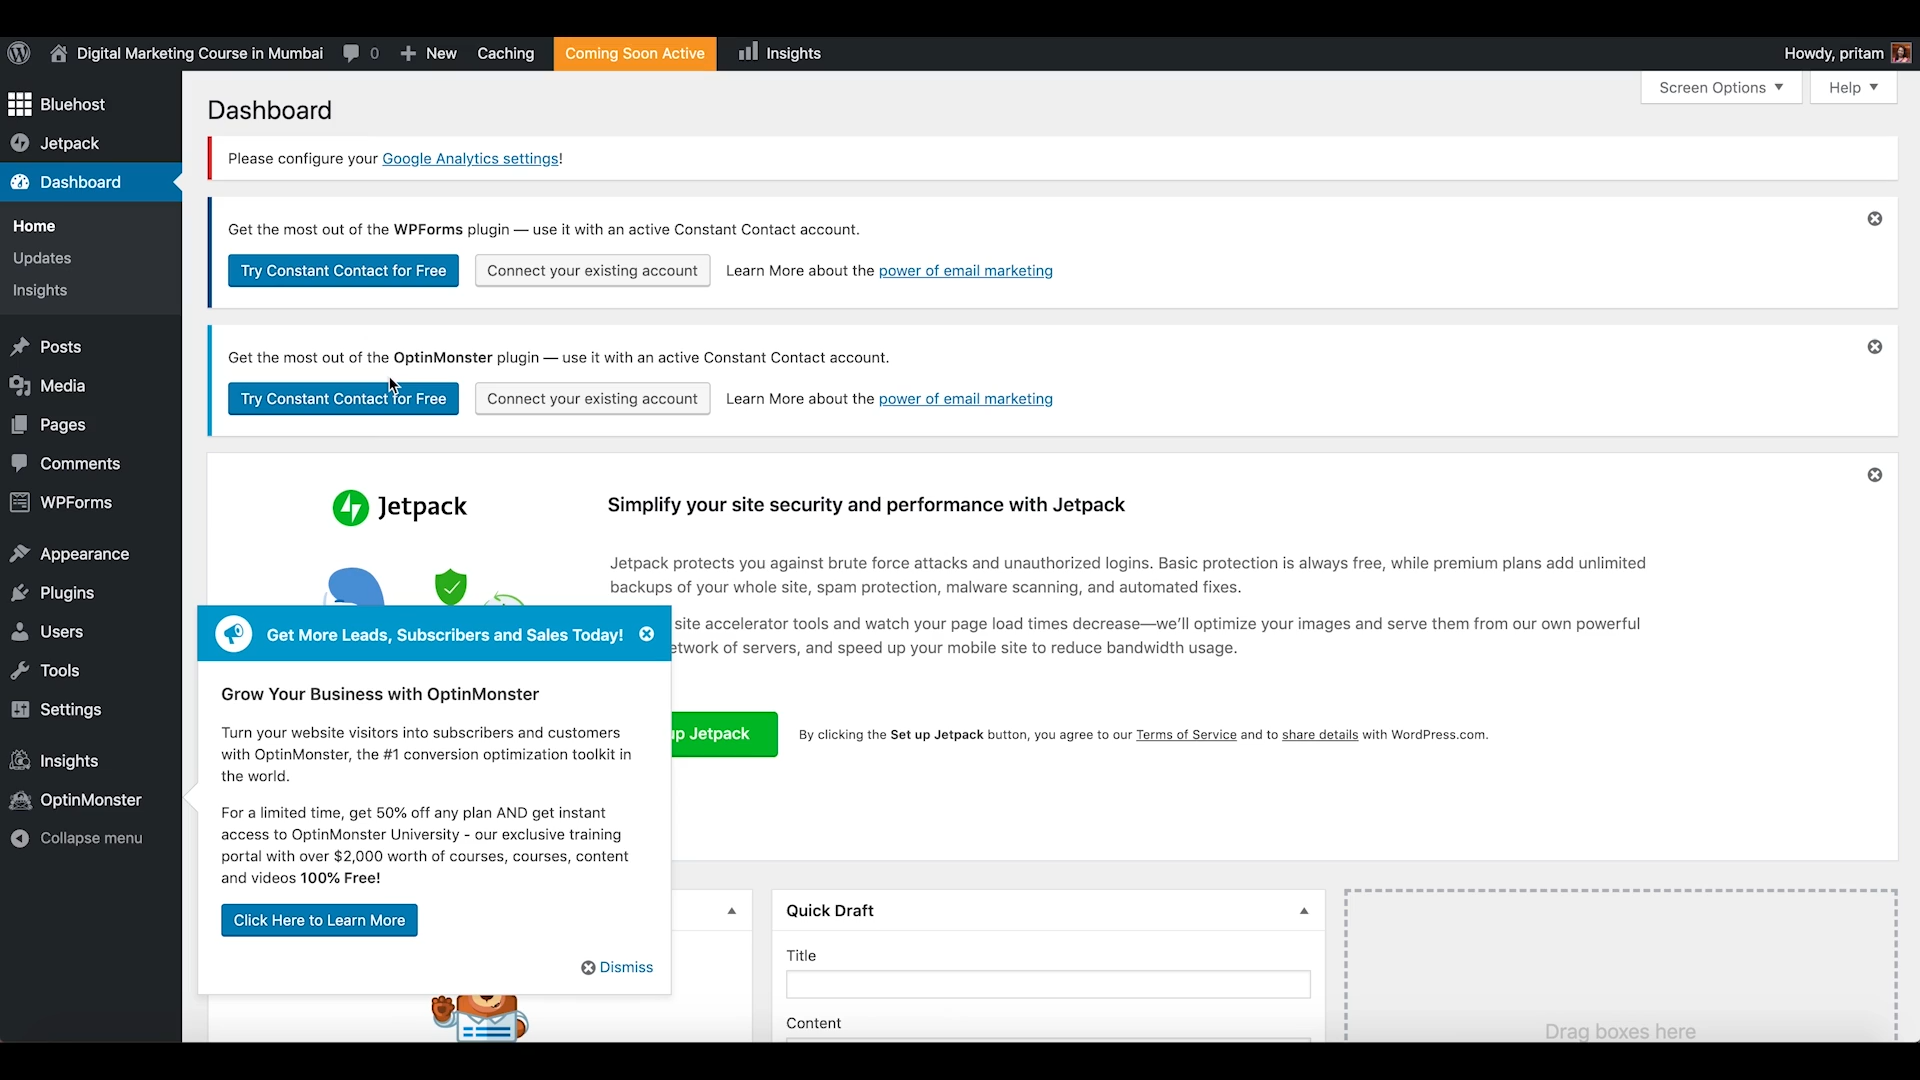 Digital Marketing Course in Mumbai
0
New
Caching
Coming Soon Active
Insights
Howdy, pritam
Bluehost
Jetpack
Dashboard
Home
Updates
Insights
Posts
Media
Pages
Comments
WPForms
Appearance
Plugins
Users
Tools
Settings
Insights
OptinMonster
Collapse menu
Screen Options
Help
Dashboard
Please configure your Google Analytics settings!
Get the most out of the WPForms plugin — use it with an active Constant Contact account.
Try Constant Contact for Free
Connect your existing account
Learn More about the power of email marketing
Get the most out of the OptinMonster plugin — use it with an active Constant Contact account.
Try Constant Contact for Free
Connect your existing account
Learn More about the power of email marketing
Jetpack
Simplify your site security and performance with Jetpack
Jetpack protects you against brute force attacks and unauthorized logins. Basic protection is always free, while premium plans add unlimited
backups of your whole site, spam protection, malware scanning, and automated fixes.
site accelerator tools and watch your page load times decrease—we'll optimize your images and serve them from our own powerful
etwork of servers, and speed up your mobile site to reduce bandwidth usage.
up Jetpack
By clicking the Set up Jetpack button, you agree to our Terms of Service and to share details with WordPress.com.
Get More Leads, Subscribers and Sales Today!
Grow Your Business with OptinMonster
Turn your website visitors into subscribers and customers
with OptinMonster, the #1 conversion optimization toolkit in
the world.
For a limited time, get 50% off any plan AND get instant
access to OptinMonster University - our exclusive training
portal with over $2,000 worth of courses, courses, content
and videos 100% Free!
Click Here to Learn More
Dismiss
Quick Draft
Title
Content
Drag boxes here